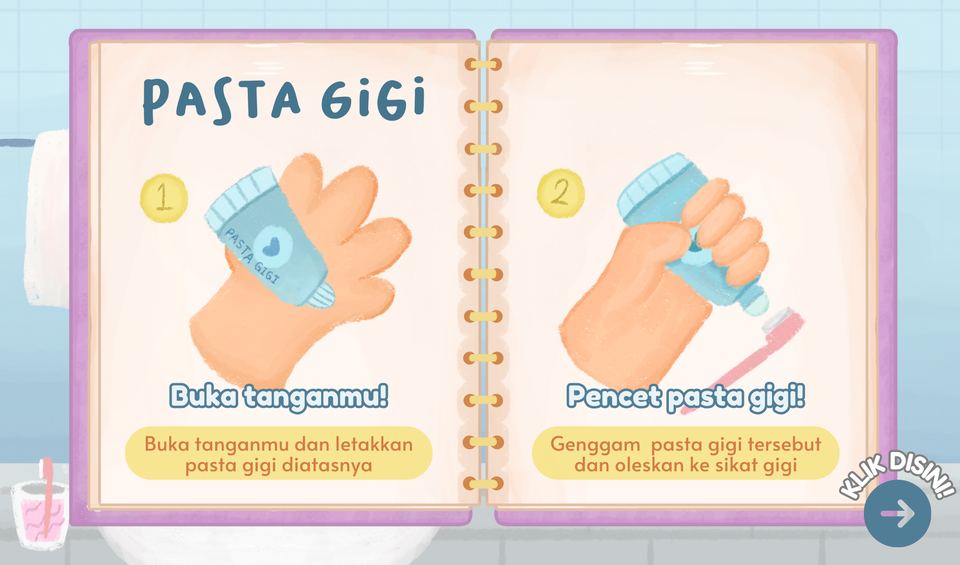 PASTA GIGI
1
PASTA GIGI
Buka tanganmu!
Buka tanganmu dan letakkan
pasta gigi diatasnya
2
Pencet pasta gigi!
Genggam pasta gigi tersebut
dan oleskan ke sikat gigi
KLIK DISINI!